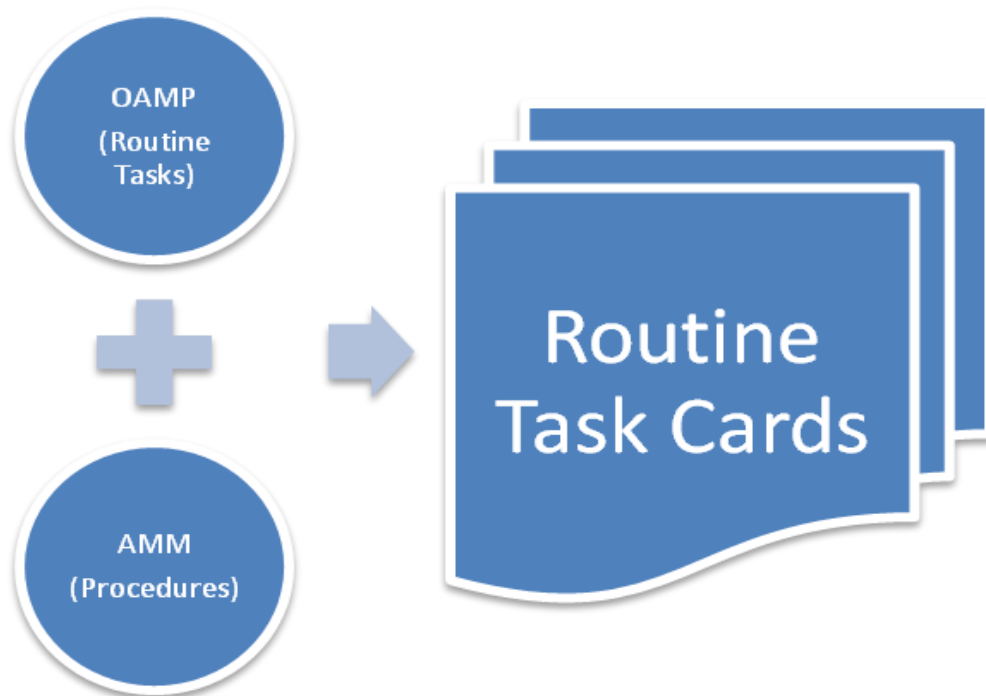 OAMP
(Routine
Tasks)
AMM
(Procedures)
Routine
Task Cards